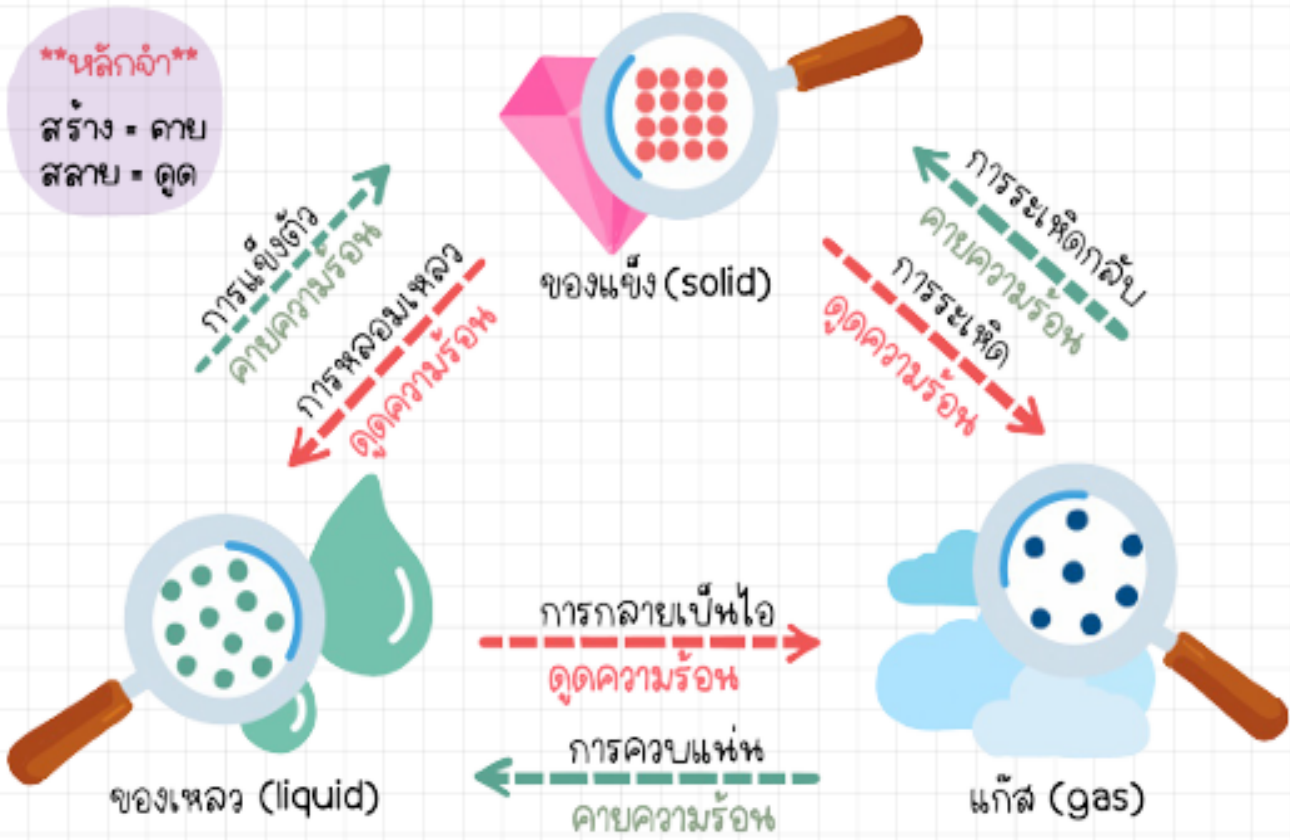 **หลักจำ**
สร้าง = คาย
สลาย = ดูด
ของแข็ง (solid)
การแข็งตัว
คายความร้อน
การหลอมเหลว
ดูดความร้อน
การระเหิดกลับ
คายความร้อน
การระเหิด
ดูดความร้อน
การกลายเป็นไอ
ดูดความร้อน
การควบแน่น
คายความร้อน
ของเหลว (liquid)
แก๊ส (gas)